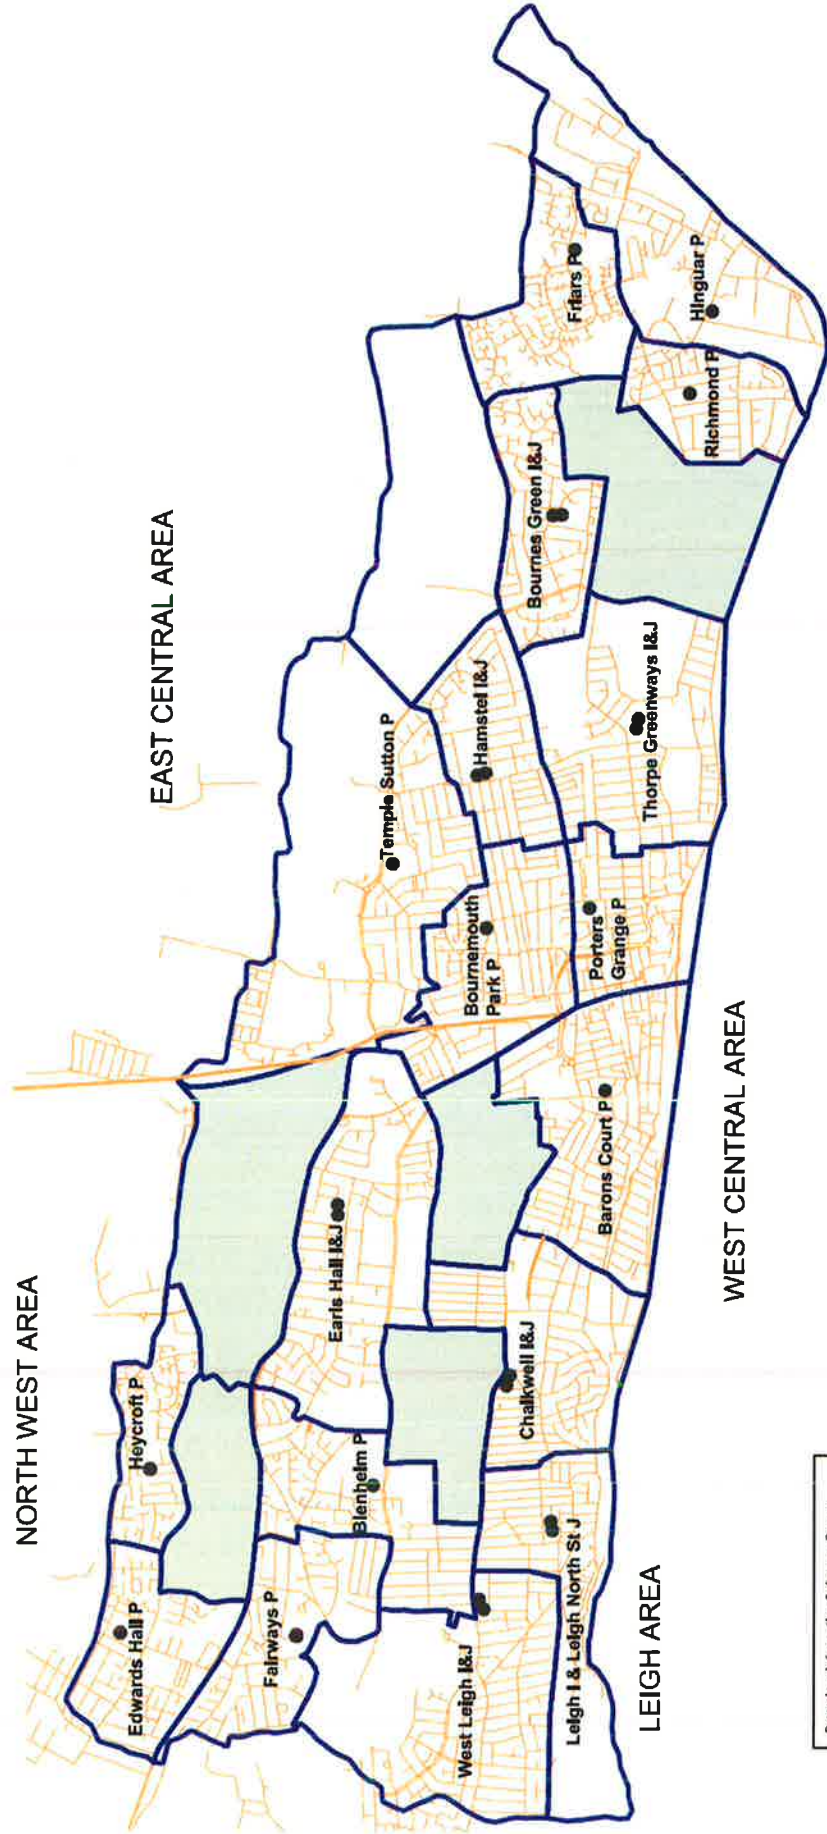 NORTH WEST AREA
EAST CENTRAL AREA
Edwards Hall P
Heycroft P
Fairways P
Blenheim P
Earls Hall I&J
Temple Sutton P
West Leigh I&J
Leigh I & Leigh North St J
Chalkwell I&J
Barons Court P
Bournemouth
Park P
Porters
Grange P
Hamstel I&J
Thorpe Greenways I&J
Bournes Green I&J
Friars P
Richmond P
Hinguar P
LEIGH AREA
WEST CENTRAL AREA